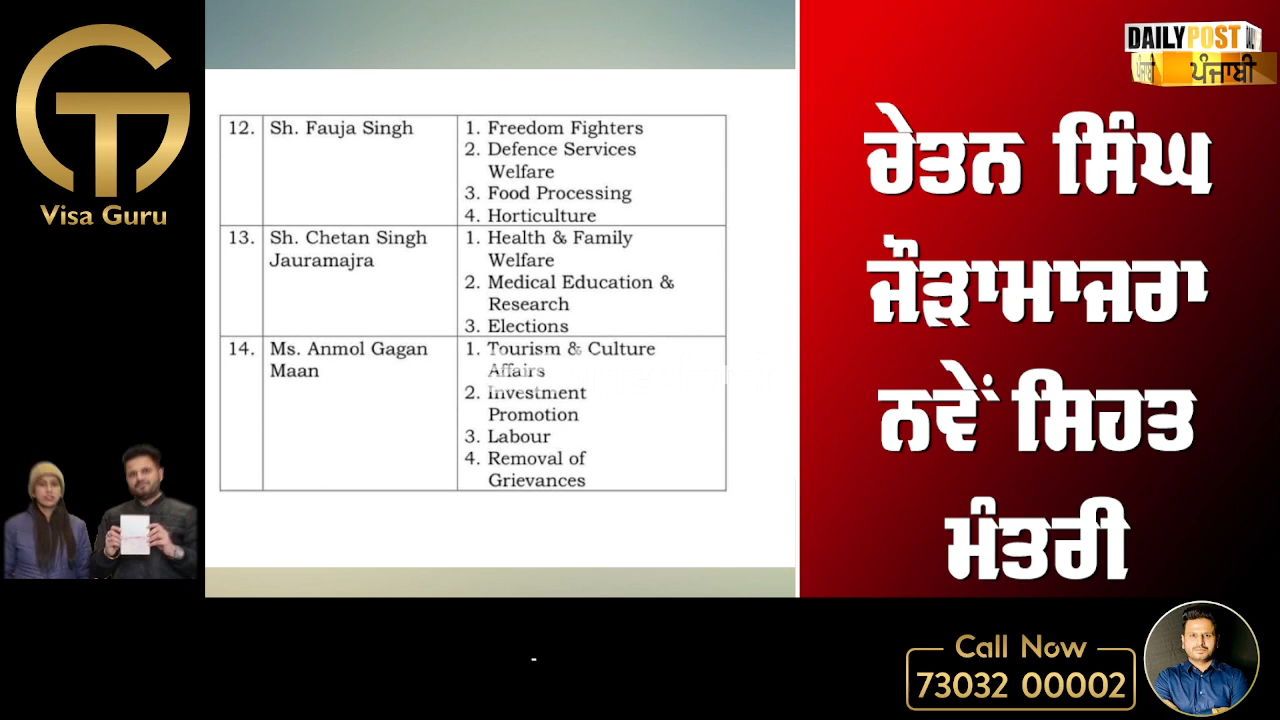 GT
Visa Guru
12. Sh. Fauja Singh
1. Freedom Fighters
2. Defence Services
Welfare
3. Food Processing
4. Horticulture
13. Sh. Chetan Singh
Jauramajra
1. Health & Family
Welfare
2. Medical Education &
Research
3. Elections
14. Ms. Anmol Gagan
Maan
1. Tourism & Culture
Affairs
2. Investment
Promotion
3. Labour
4. Removal of
Grievances
DAILY POST
ਪੰਜਾਬੀ
ਚੇਤਨ ਸਿੰਘ
ਜੌੜਾਮਾਜਰਾ
ਨਵੇਂ ਸਿਹਤ
ਮੰਤਰੀ
-
Call Now
73032 00002